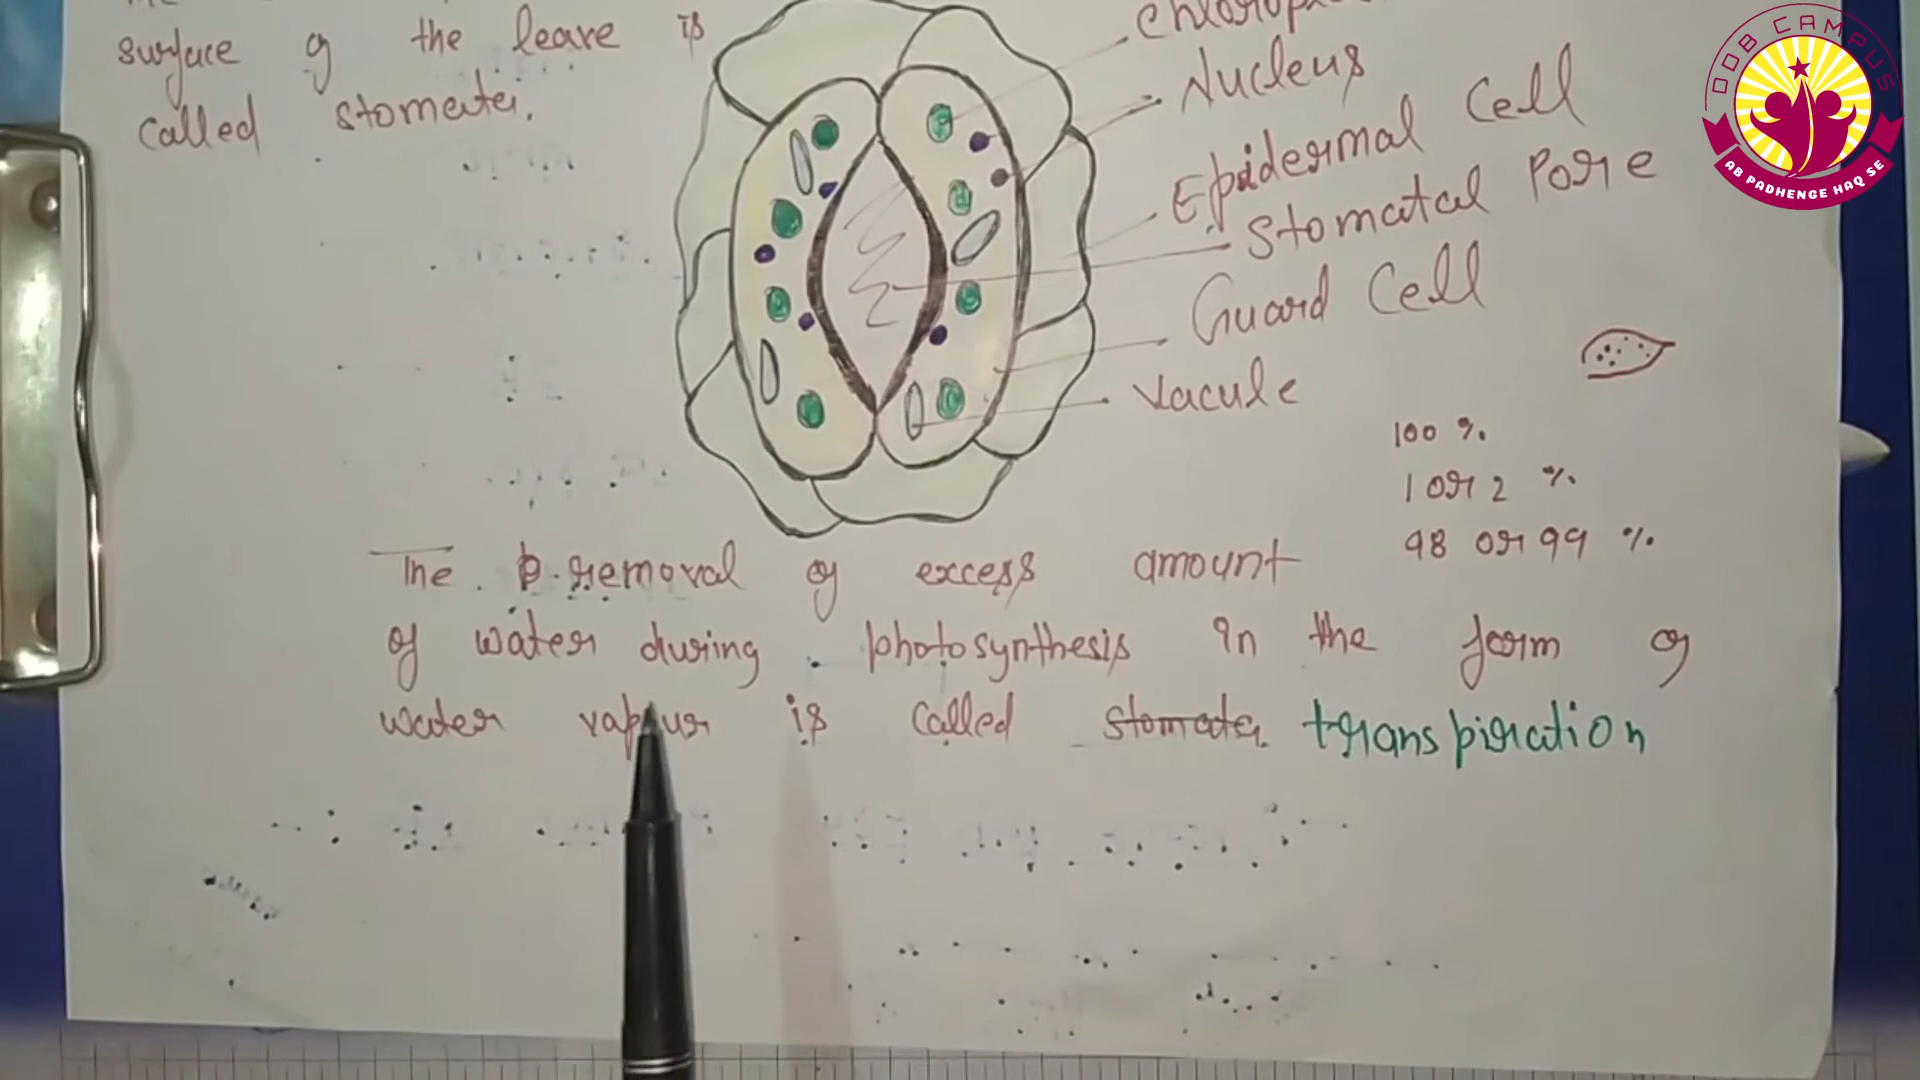 surface of the leave is
called stomata.
Nucleus
Epidermal Cell
Stomatal Pore
Guard Cell
Vacule
100 %
1 or 2 %
98 or 99 %
The removal of excess amount
of water during photosynthesis in the form of
water vapour is called stomata transpiration
DDB CAMPUS
AB PADHENGE HAQ SE